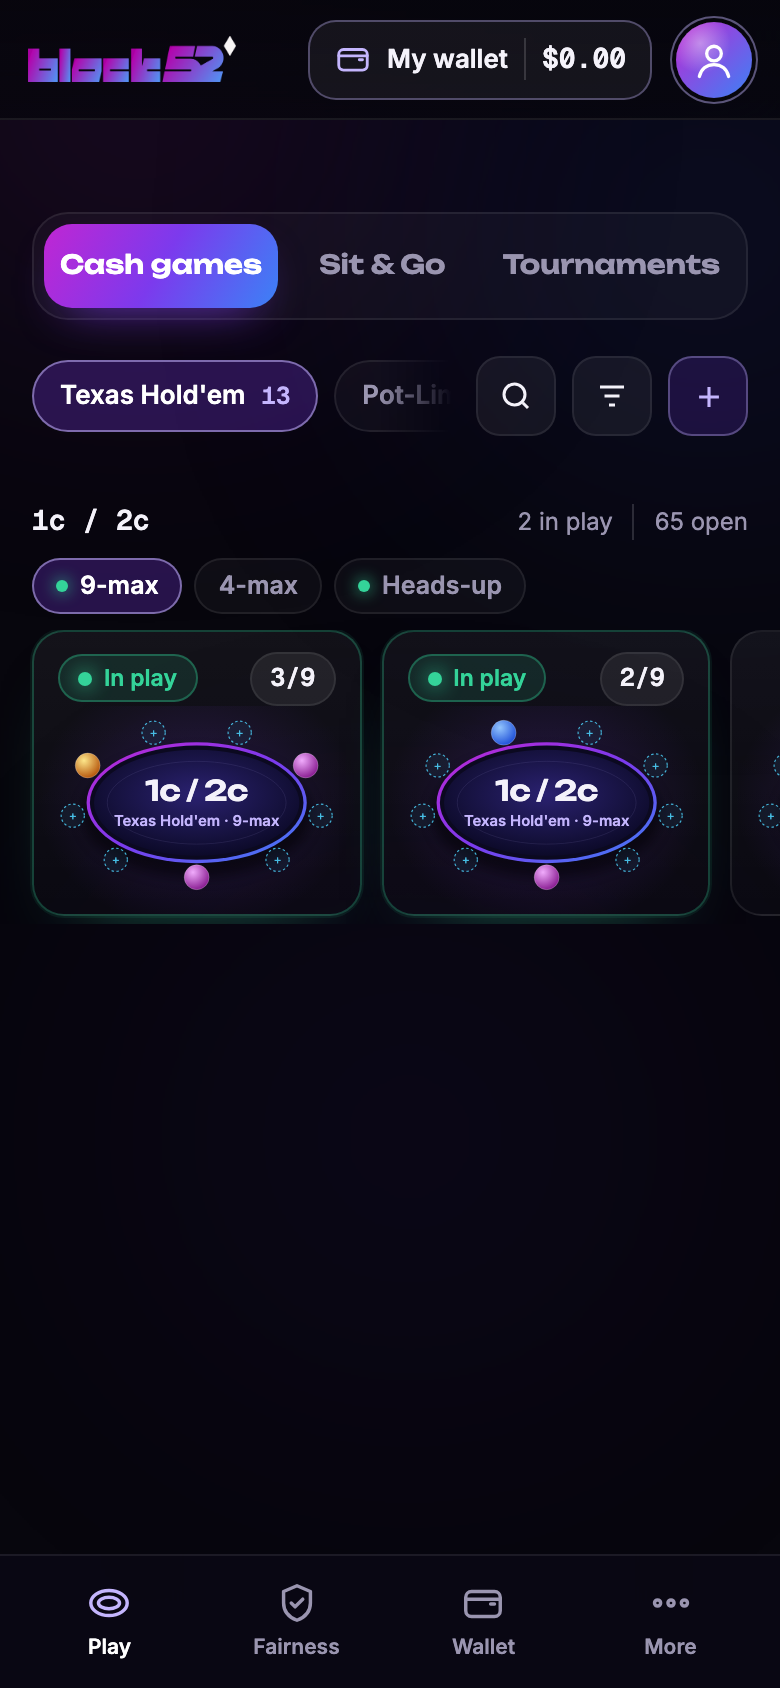 block52
My wallet $0.00
Cash games Sit & Go Tournaments
Texas Hold'em 13 Pot-Lin
1c / 2c 2 in play 65 open
9-max 4-max Heads-up
In play 3/9 In play 2/9
1c / 2c 1c / 2c
Texas Hold'em · 9-max Texas Hold'em · 9-max
Play Fairness Wallet More